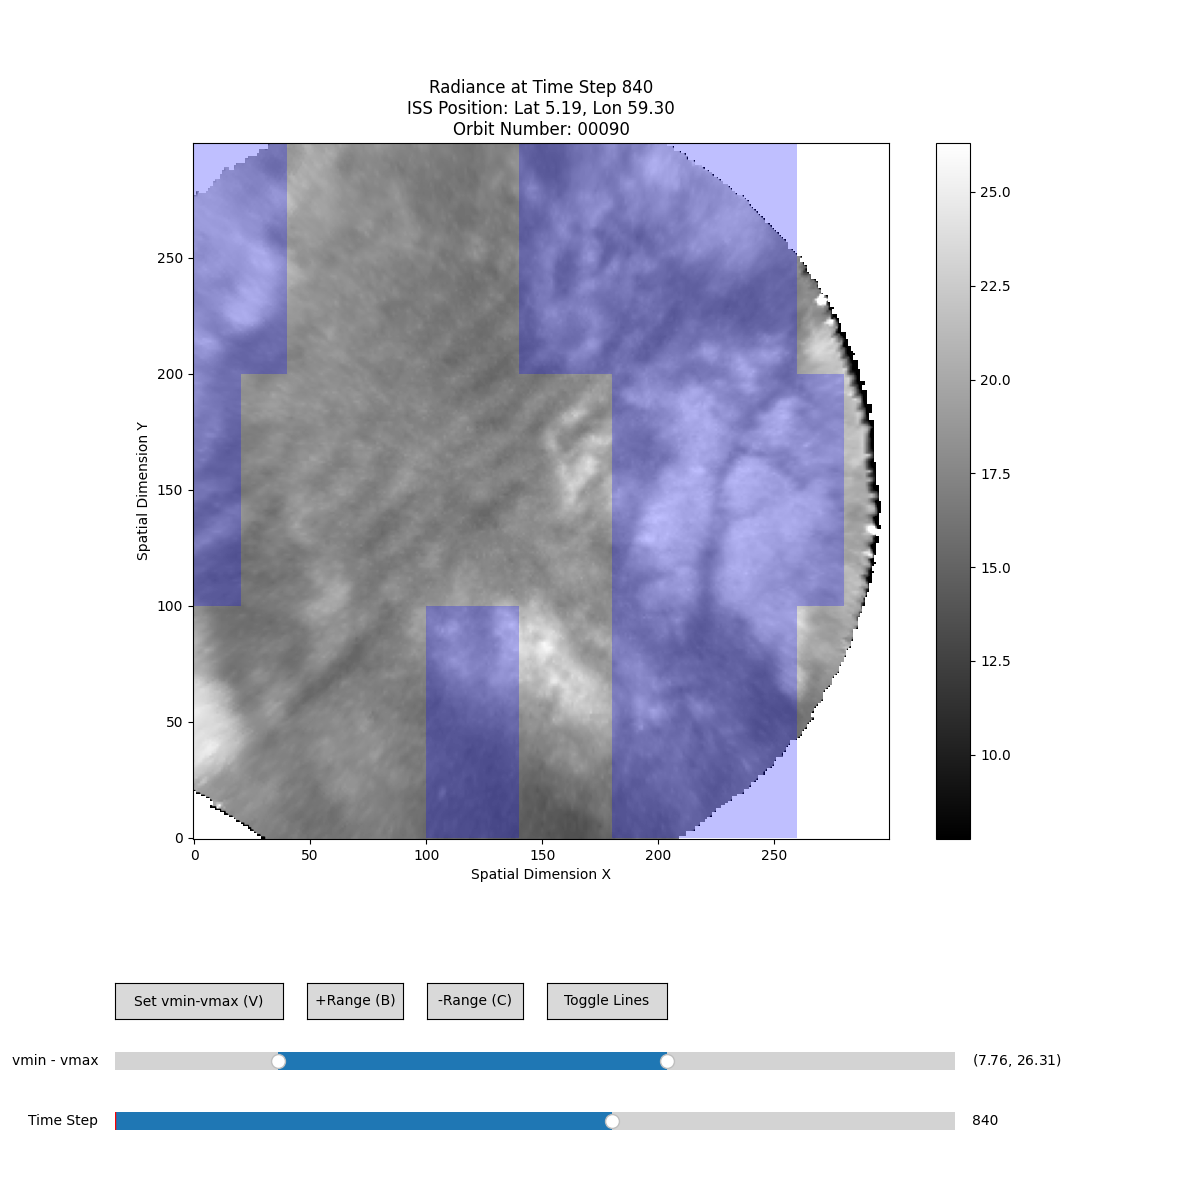 Radiance at Time Step 840
ISS Position: Lat 5.19, Lon 59.30
Orbit Number: 00090
Spatial Dimension Y
250
200
150
100
50
0
0 50 100 150 200 250
Spatial Dimension X
25.0
22.5
20.0
17.5
15.0
12.5
10.0
Set vmin-vmax (V) +Range (B) -Range (C) Toggle Lines
vmin - vmax (7.76, 26.31)
Time Step 840